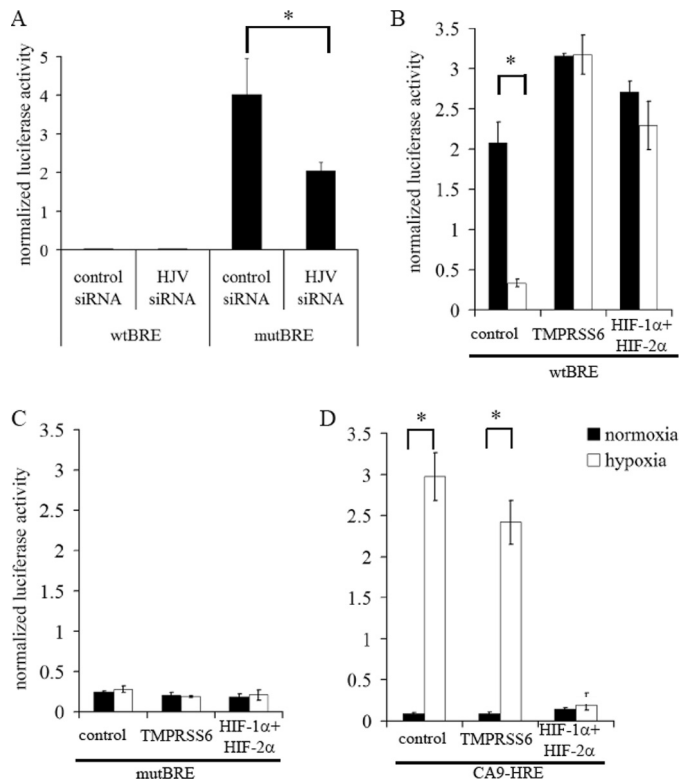 A
normalized luciferase activity
5
4
3
2
1
0
*
control
siRNA
HJV
siRNA
control
siRNA
HJV
siRNA
wtBRE
mutBRE
B
normalized luciferase activity
3.5
3
2.5
2
1.5
1
0.5
0
*
control
TMPRSS6
HIF-1α+
HIF-2α
wtBRE
C
normalized luciferase activity
3.5
3
2.5
2
1.5
1
0.5
0
control
TMPRSS6
HIF-1α+
HIF-2α
mutBRE
D
3.5
3
2.5
2
1.5
1
0.5
0
*
*
normoxia
hypoxia
control
TMPRSS6
HIF-1α+
HIF-2α
CA9-HRE